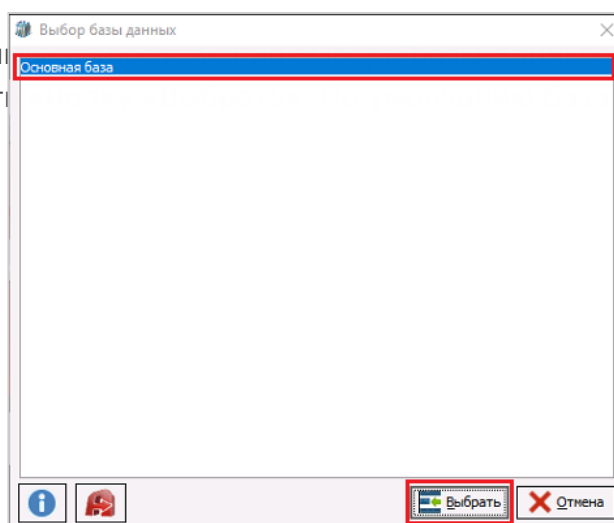 Выбор базы данных
Основная база
Выбрать
Отмена